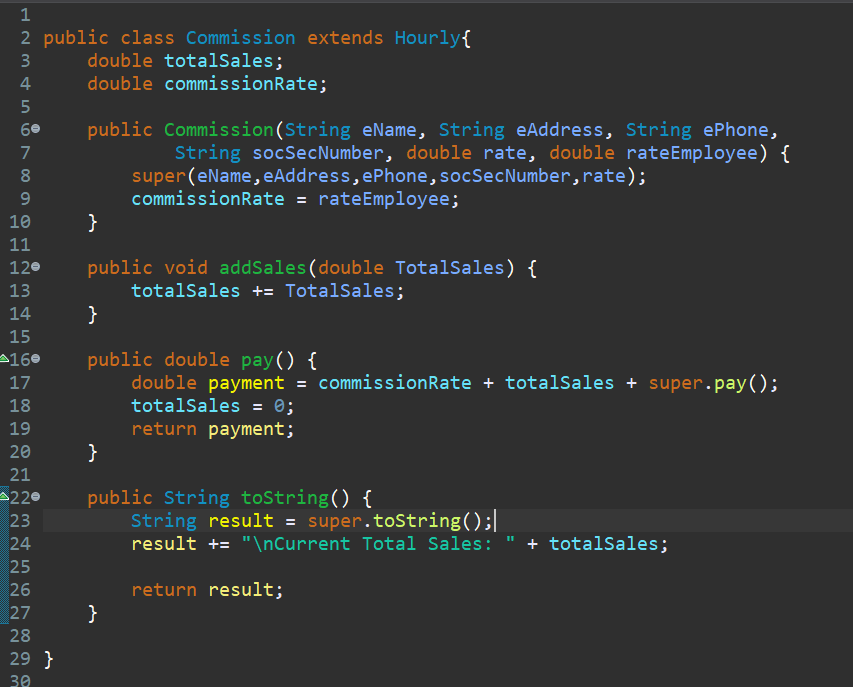 1
2 public class Commission extends Hourly{
3     double totalSales;
4     double commissionRate;
5
6     public Commission(String eName, String eAddress, String ePhone,
7             String socSecNumber, double rate, double rateEmployee) {
8         super(eName,eAddress,ePhone,socSecNumber,rate);
9         commissionRate = rateEmployee;
10     }
11
12     public void addSales(double TotalSales) {
13         totalSales += TotalSales;
14     }
15
16     public double pay() {
17         double payment = commissionRate + totalSales + super.pay();
18         totalSales = 0;
19         return payment;
20     }
21
22     public String toString() {
23         String result = super.toString();
24         result += "\nCurrent Total Sales: " + totalSales;
25
26         return result;
27     }
28
29 }
30